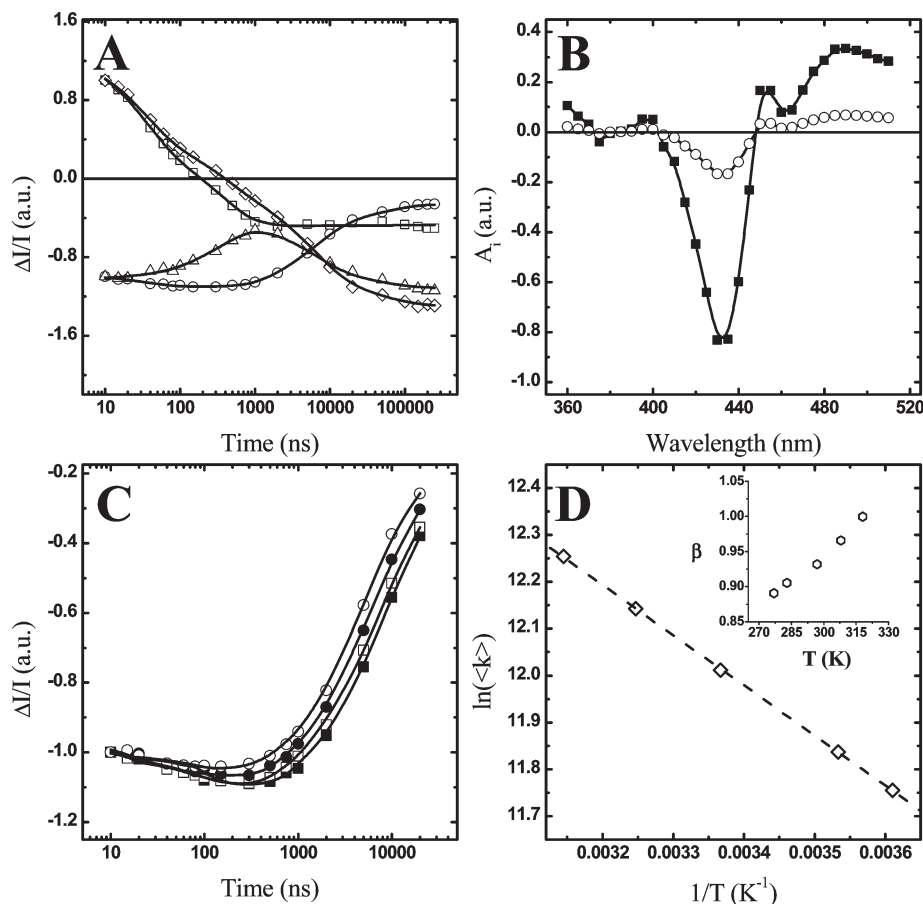 A
ΔI/I (a.u.)
1.6
0.8
0.0
-0.8
-1.6
10 100 1000 10000 100000
Time (ns)
B
A_i (a.u.)
0.4
0.2
0.0
-0.2
-0.4
-0.6
-0.8
-1.0
360 400 440 480 520
Wavelength (nm)
C
ΔI/I (a.u.)
-0.2
-0.4
-0.6
-0.8
-1.0
-1.2
10 100 1000 10000
Time (ns)
D
ln(<k>)
12.4
12.3
12.2
12.1
12.0
11.9
11.8
11.7
0.0032 0.0033 0.0034 0.0035 0.0036
1/T (K⁻¹)
β
1.05
1.00
0.95
0.90
0.85
270 285 300 315 330
T (K)